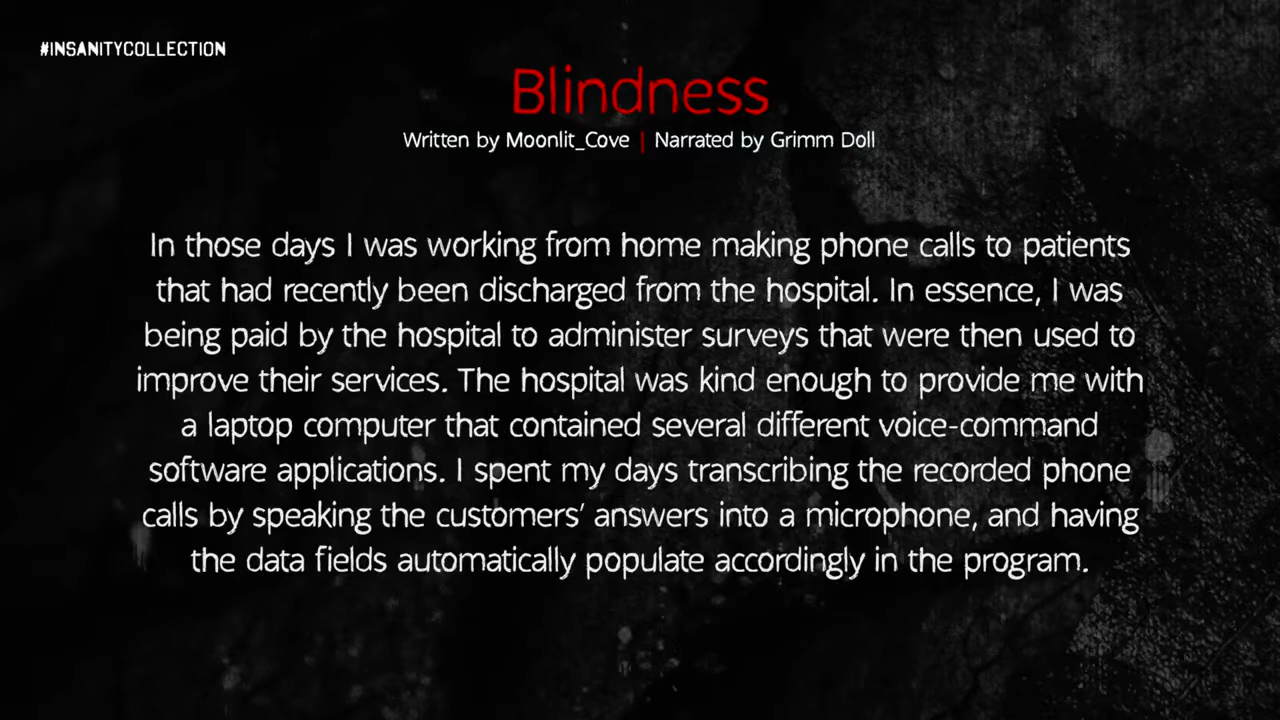 #INSANITYCOLLECTION
Blindness
Written by Moonlit_Cove | Narrated by Grimm Doll
In those days I was working from home making phone calls to patients
that had recently been discharged from the hospital. In essence, I was
being paid by the hospital to administer surveys that were then used to
improve their services. The hospital was kind enough to provide me with
a laptop computer that contained several different voice-command
software applications. I spent my days transcribing the recorded phone
calls by speaking the customers’ answers into a microphone, and having
the data fields automatically populate accordingly in the program.